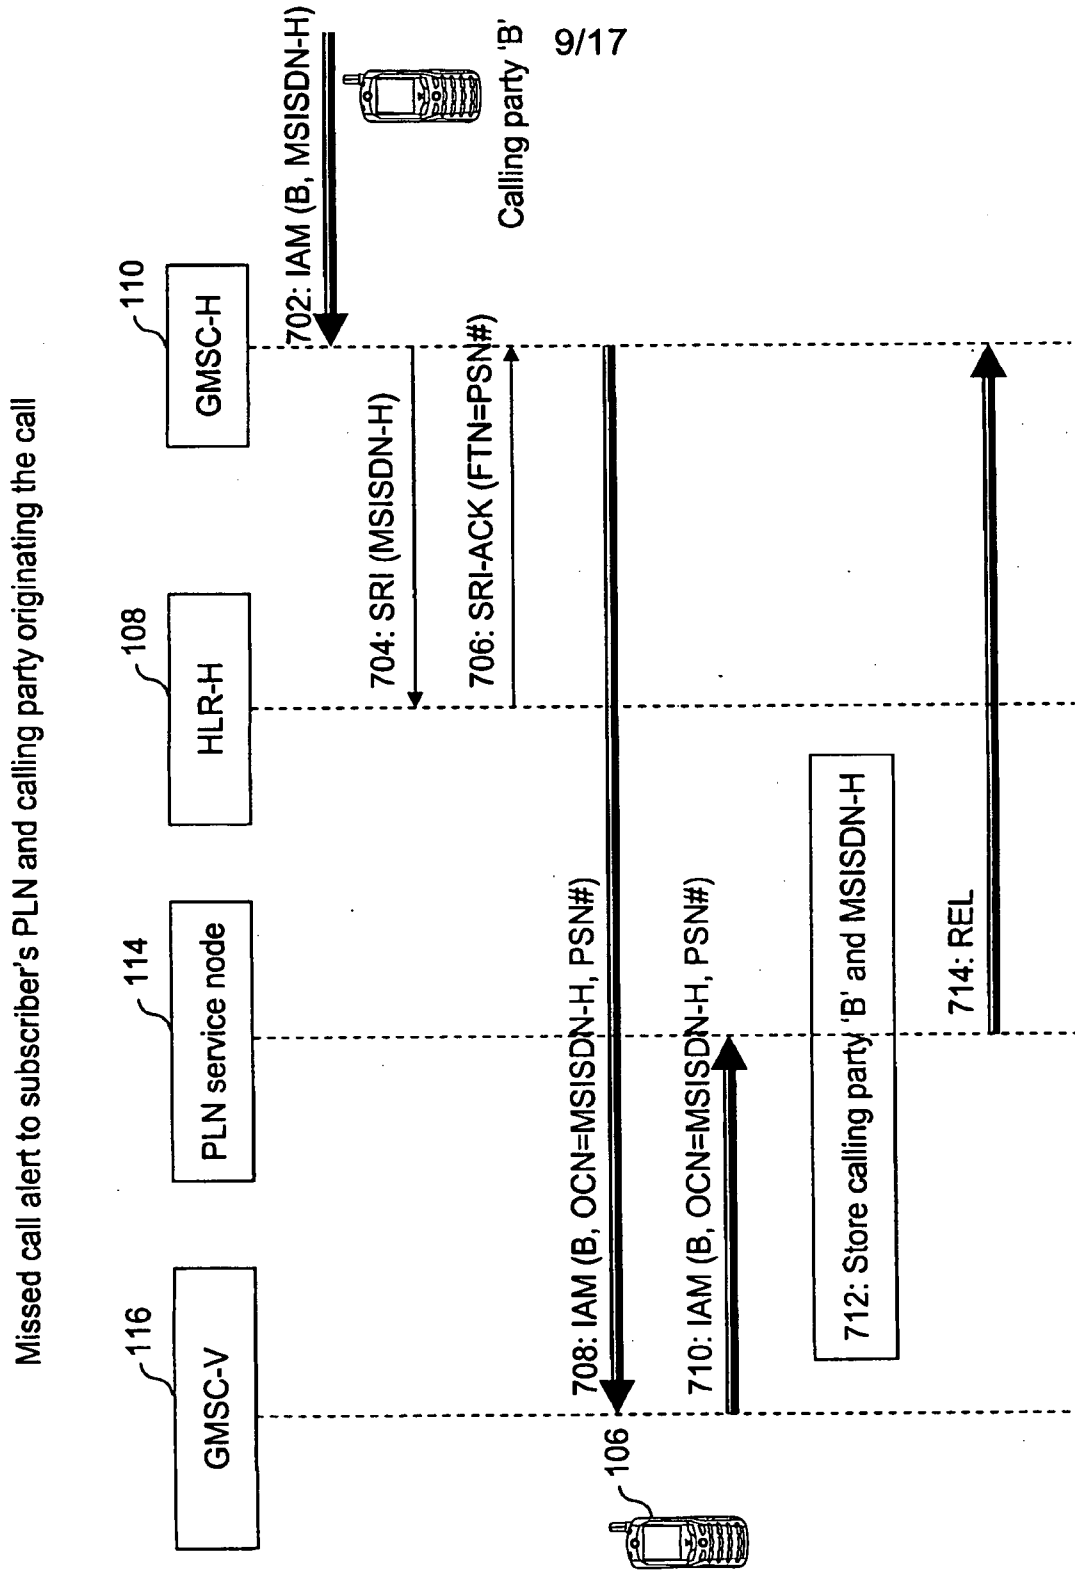 9/17
Missed call alert to subscriber's PLN and calling party originating the call
116
114
108
110
GMSC-V
PLN service node
HLR-H
GMSC-H
702: IAM (B, MSISDN-H)
Calling party 'B'
704: SRI (MSISDN-H)
706: SRI-ACK (FTN=PSN#)
708: IAM (B, OCN=MSISDN-H, PSN#)
106
710: IAM (B, OCN=MSISDN-H, PSN#)
712: Store calling party 'B' and MSISDN-H
714: REL